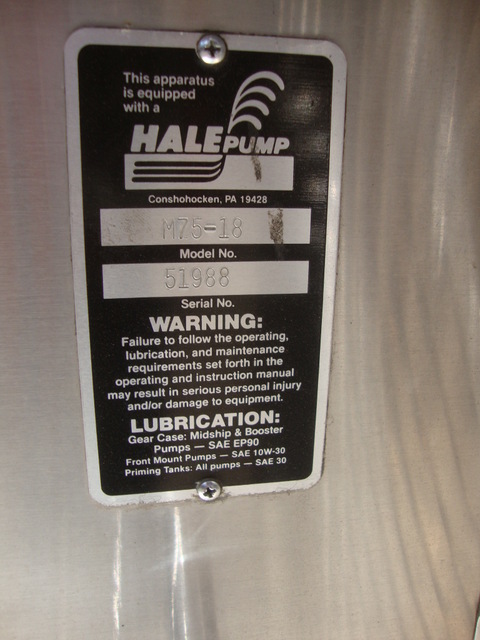 This apparatus
is equipped
with a
HALE PUMP
Conshohocken, PA 19428
M75-18
Model No.
51988
Serial No.
WARNING:
Failure to follow the operating,
lubrication, and maintenance
requirements set forth in the
operating and instruction manual
may result in serious personal injury
and/or damage to equipment.
LUBRICATION:
Gear Case: Midship & Booster
Pumps — SAE EP90
Front Mount Pumps — SAE 10W-30
Priming Tanks: All pumps — SAE 30